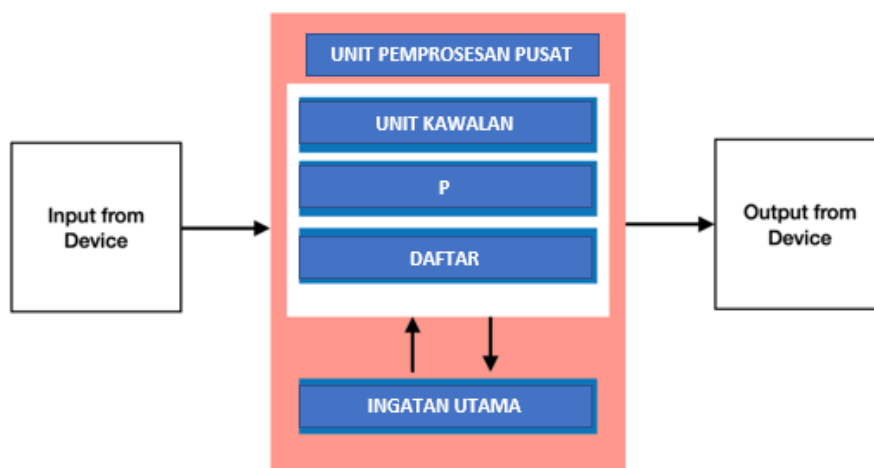 UNIT PEMPROSESAN PUSAT
UNIT KAWALAN
P
DAFTAR
INGATAN UTAMA
Input from
Device
Output from
Device